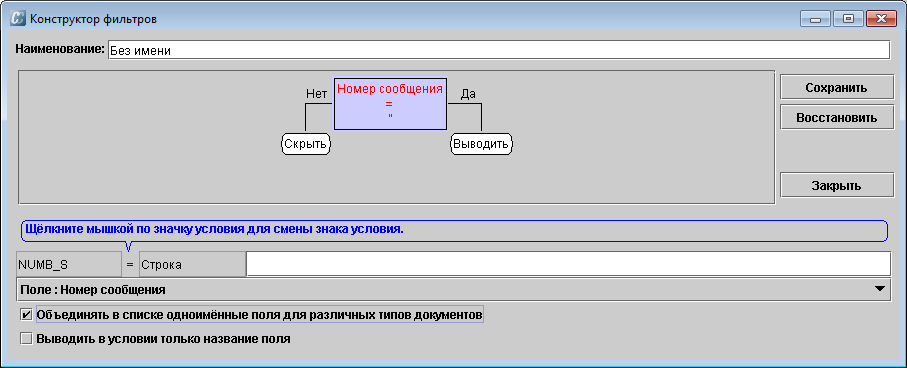 Конструктор фильтров
Наименование: Без имени
Нет Номер сообщения Да
=
''
Скрыть Выводить
Сохранить
Восстановить
Закрыть
Щёлкните мышкой по значку условия для смены знака условия.
NUMB_S = Строка
Поле : Номер сообщения
Объединять в списке одноимённые поля для различных типов документов
Выводить в условии только название поля